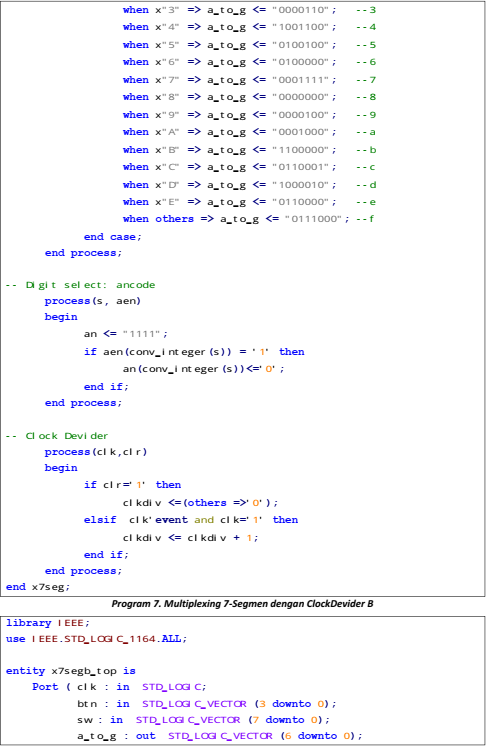 when x"3" => a_to_g <= "0000110"; --3
when x"4" => a_to_g <= "1001100"; --4
when x"5" => a_to_g <= "0100100"; --5
when x"6" => a_to_g <= "0100000"; --6
when x"7" => a_to_g <= "0001111"; --7
when x"8" => a_to_g <= "0000000"; --8
when x"9" => a_to_g <= "0000100"; --9
when x"A" => a_to_g <= "0001000"; --a
when x"B" => a_to_g <= "1100000"; --b
when x"C" => a_to_g <= "0110001"; --c
when x"D" => a_to_g <= "1000010"; --d
when x"E" => a_to_g <= "0110000"; --e
when others => a_to_g <= "0111000"; --f
end case;
end process;
-- Digit select: ancode
process(s, aen)
begin
an <= "1111";
if aen(conv_integer(s)) = '1' then
an(conv_integer(s))<='0';
end if;
end process;
-- Clock Devider
process(clk,clr)
begin
if clr='1' then
clkdiv <=(others =>'0');
elsif clk'event and clk='1' then
clkdiv <= clkdiv + 1;
end if;
end process;
end x7seg;
Program 7. Multiplexing 7-Segmen dengan ClockDevider B
library IEEE;
use IEEE.STD_LOGIC_1164.ALL;
entity x7segb_top is
Port ( clk : in STD_LOGIC;
btn : in STD_LOGIC_VECTOR (3 downto 0);
sw : in STD_LOGIC_VECTOR (7 downto 0);
a_to_g : out STD_LOGIC_VECTOR (6 downto 0);